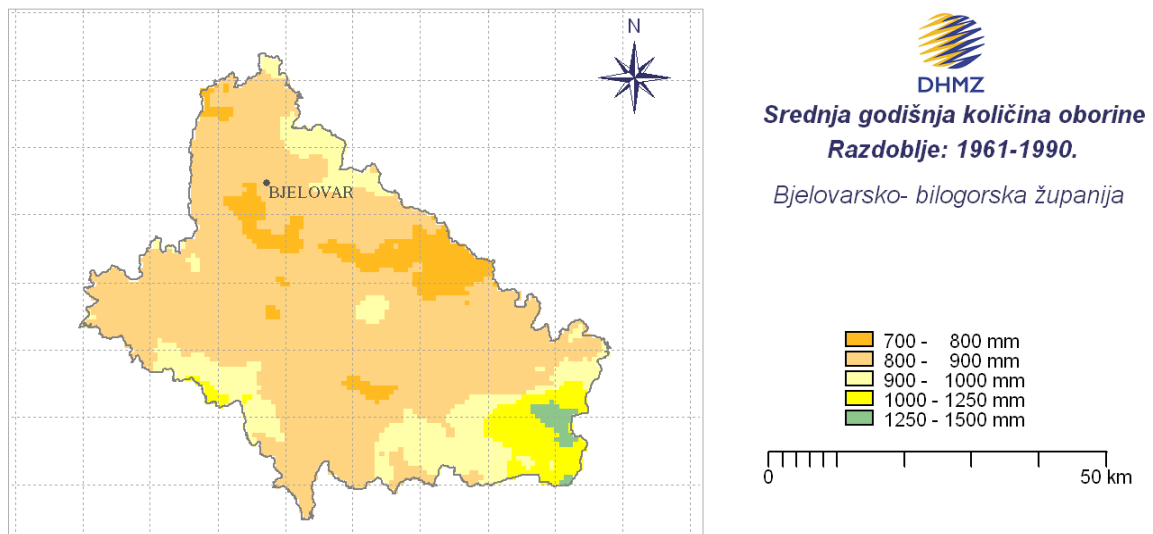 N
DHMZ
Srednja godišnja količina oborine
Razdoblje: 1961-1990.
Bjelovarsko- bilogorska županija
BJELOVAR
700 - 800 mm
800 - 900 mm
900 - 1000 mm
1000 - 1250 mm
1250 - 1500 mm
0 50 km